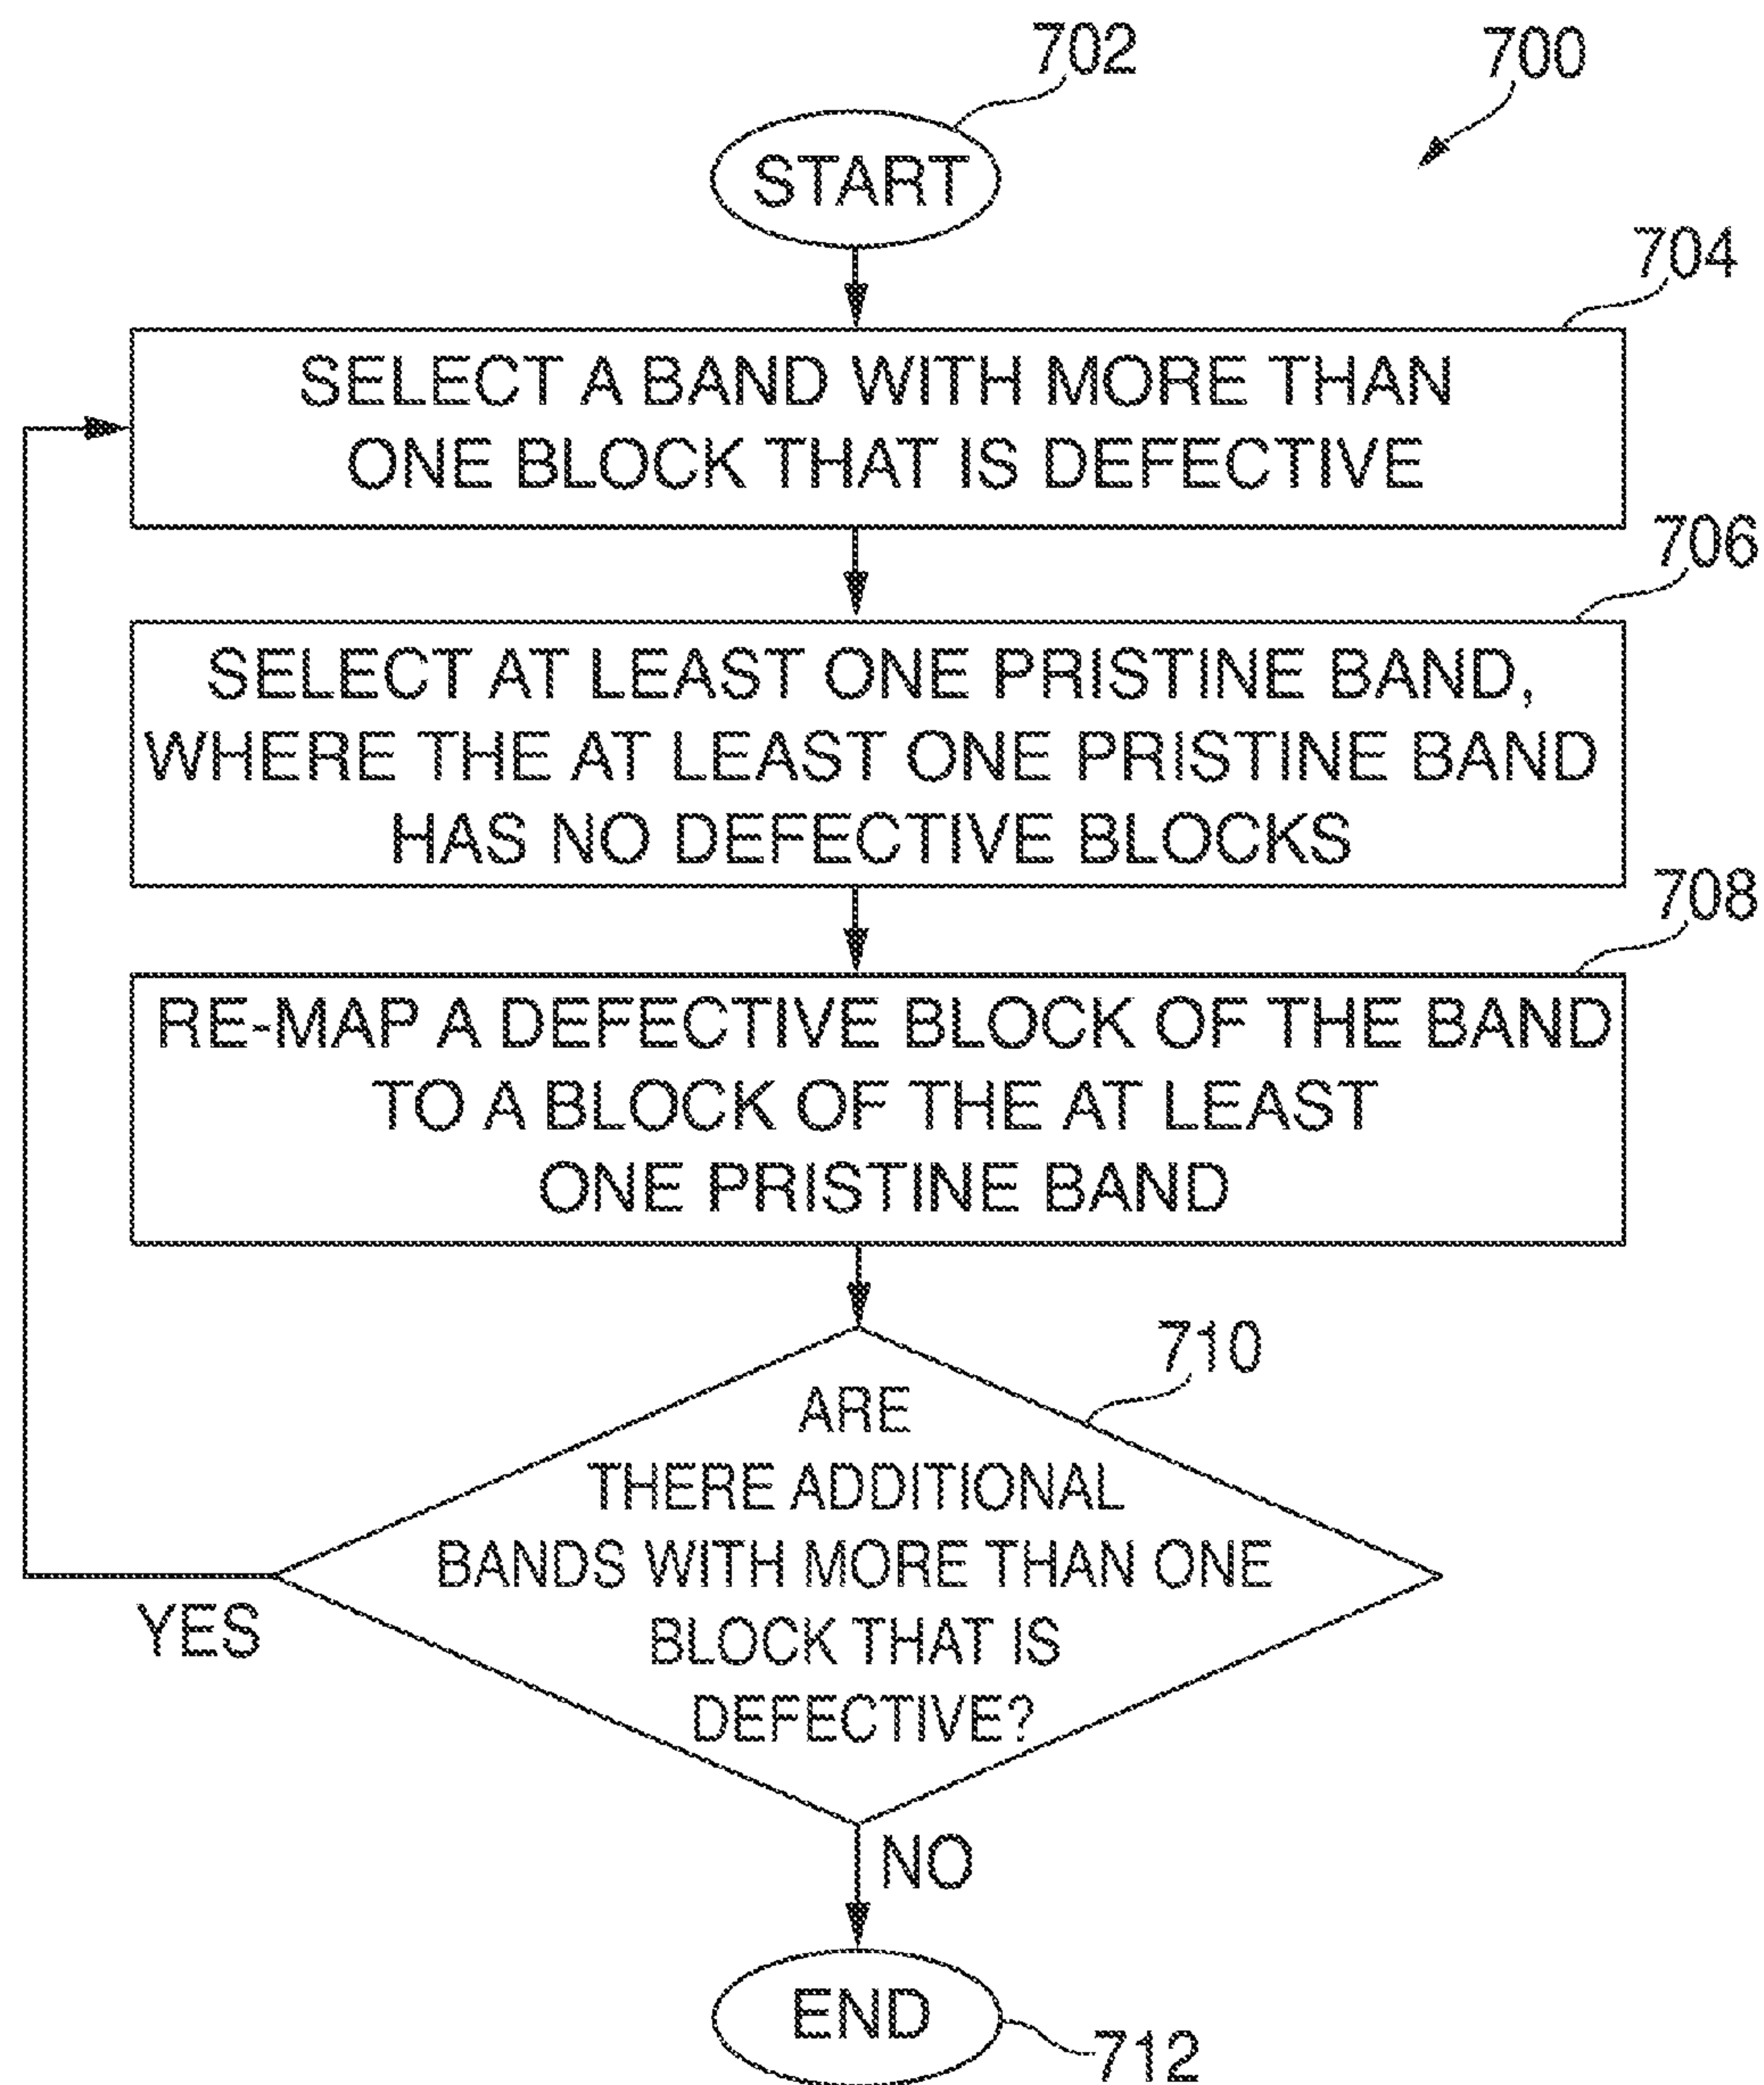 702
700
START
704
SELECT A BAND WITH MORE THAN
ONE BLOCK THAT IS DEFECTIVE
706
SELECT AT LEAST ONE PRISTINE BAND,
WHERE THE AT LEAST ONE PRISTINE BAND
HAS NO DEFECTIVE BLOCKS
708
RE-MAP A DEFECTIVE BLOCK OF THE BAND
TO A BLOCK OF THE AT LEAST
ONE PRISTINE BAND
710
ARE
THERE ADDITIONAL
BANDS WITH MORE THAN ONE
BLOCK THAT IS
DEFECTIVE?
YES
NO
END
712